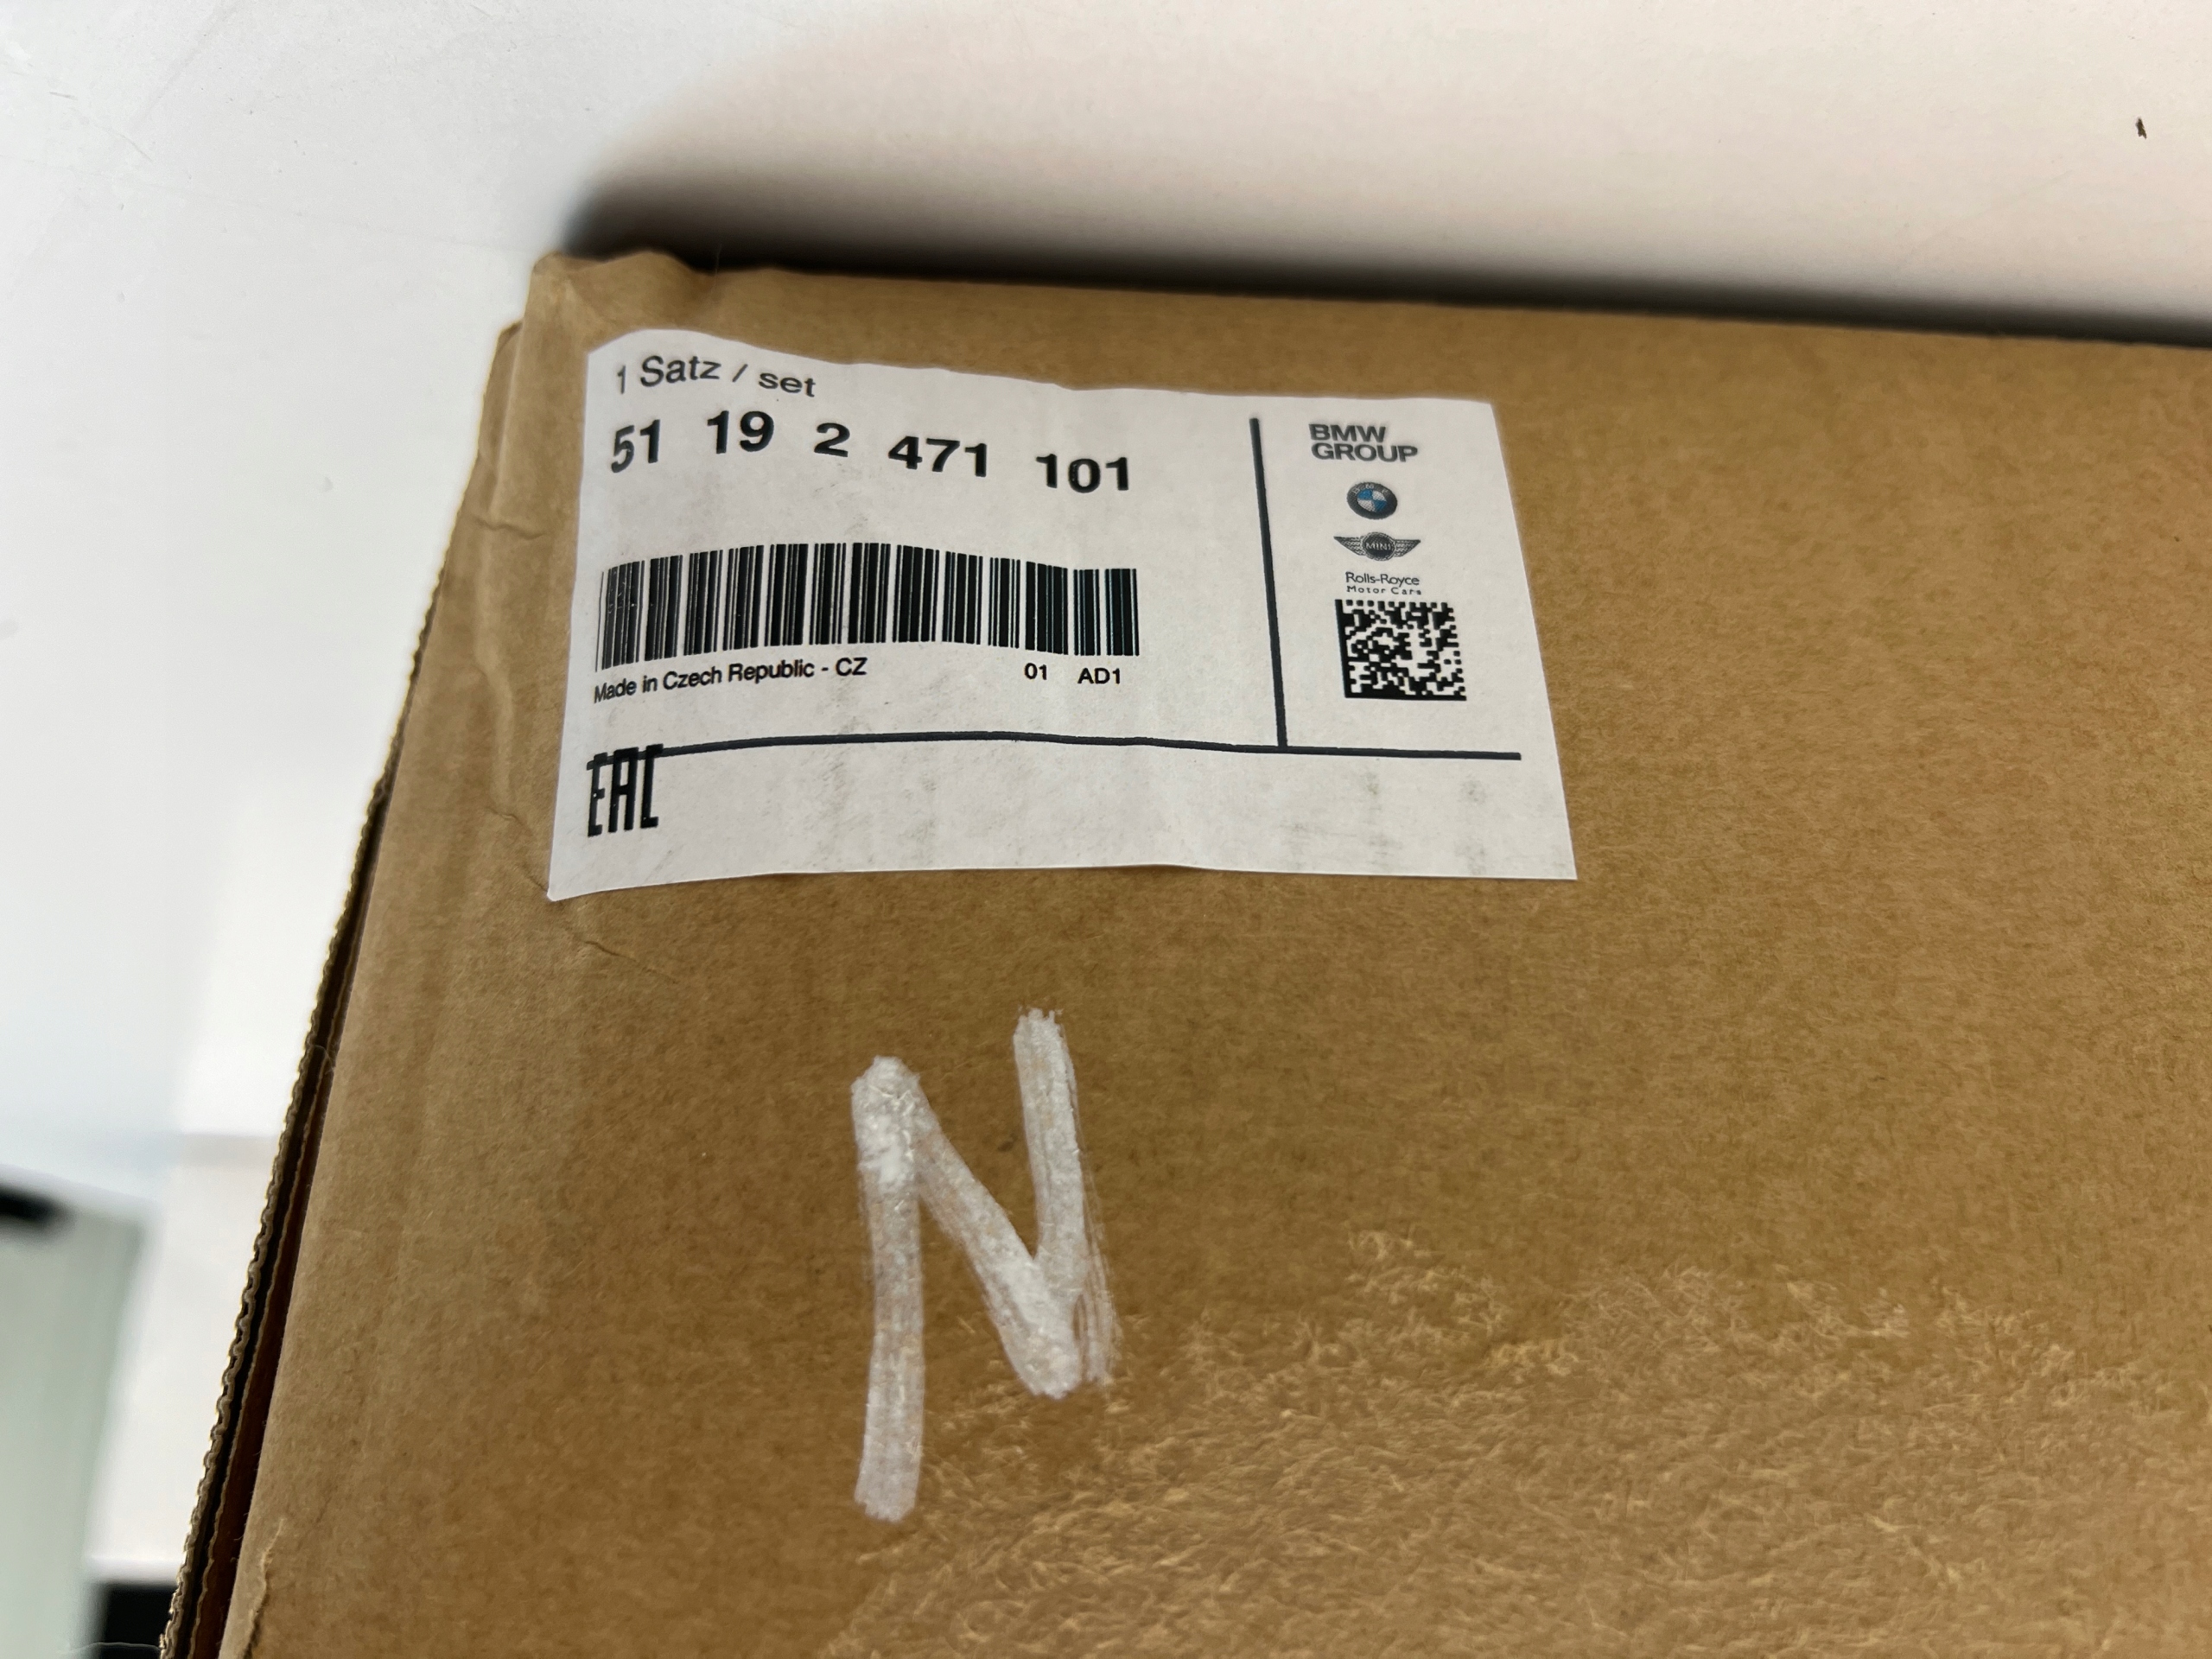 1 Satz / set
51 19 2 471 101
Made in Czech Republic - CZ 01 AD1
BMW
GROUP
MINI
Rolls-Royce
Motor Cars
EAC
N